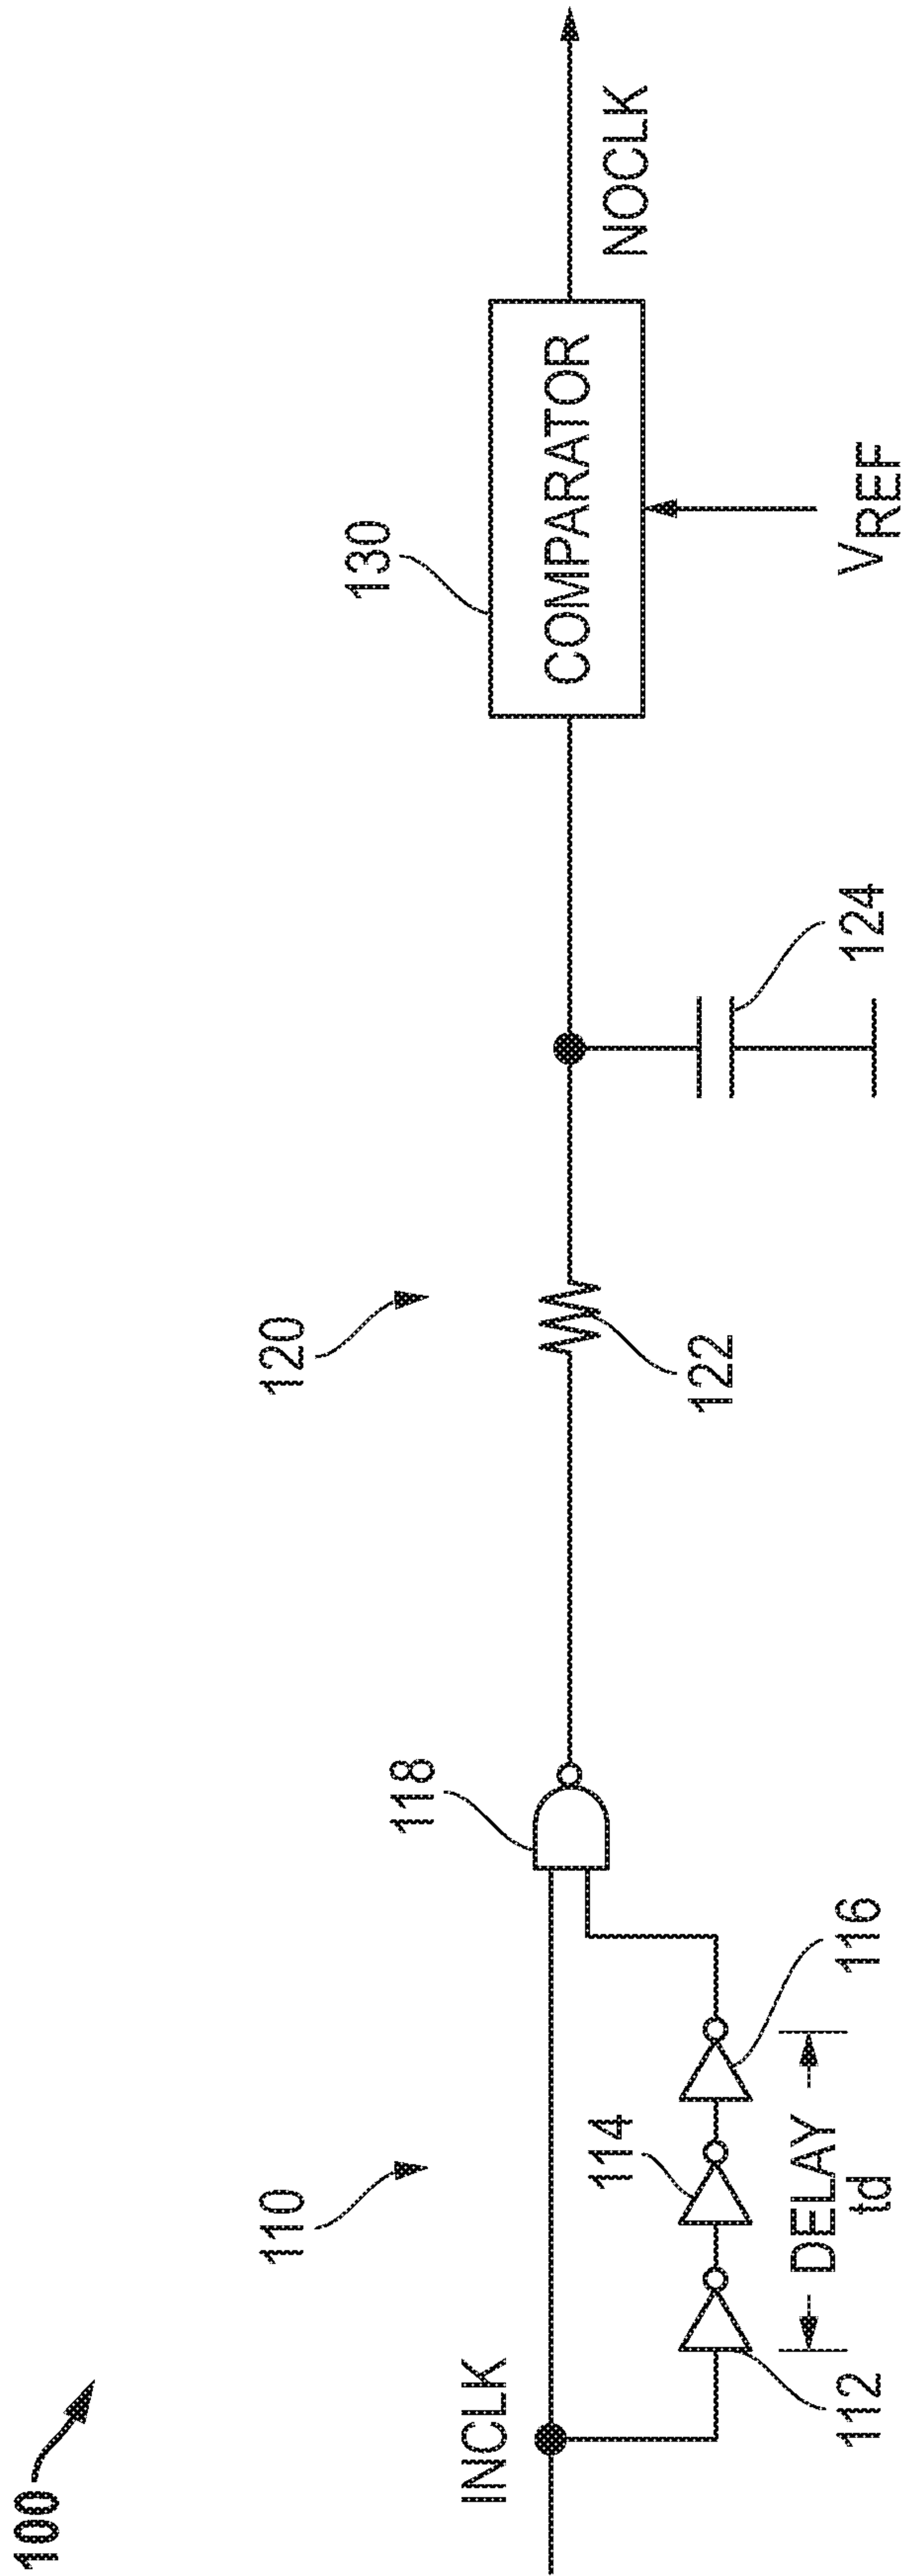 100
110
120
130
INCLK
118
COMPARATOR
NOCLK
114
122
112
116
124
DELAY
td
VREF